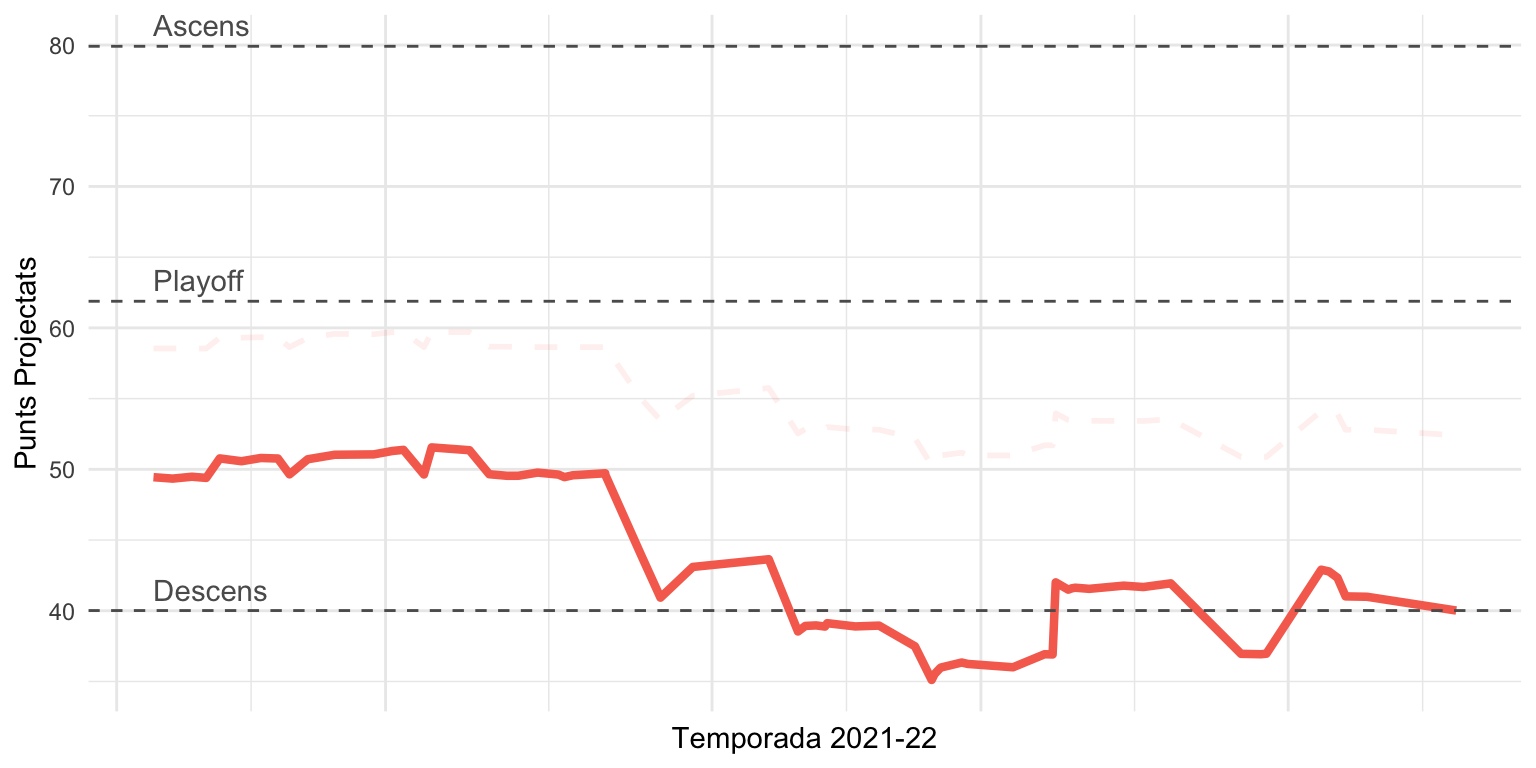 Ascens
80
70
Playoff
60
50
Descens
40
Punts Projectats
Temporada 2021-22